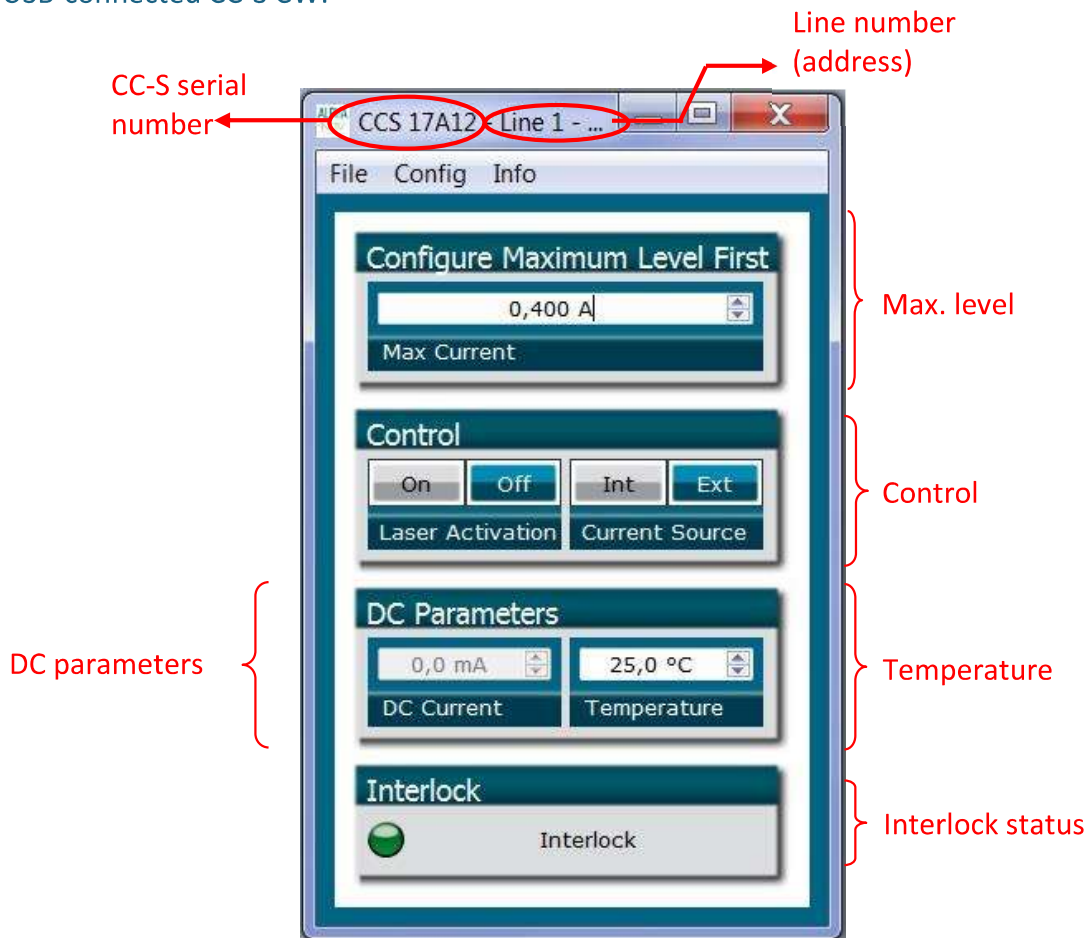 Line number
(address)
CC-S serial
number
CCS 17A12 - Line 1 - ...
File Config Info
Configure Maximum Level First
0,400 A
Max Current
Max. level
Control
On Off Int Ext
Laser Activation Current Source
Control
DC Parameters
0,0 mA 25,0 °C
DC Current Temperature
DC parameters
Temperature
Interlock
Interlock
Interlock status